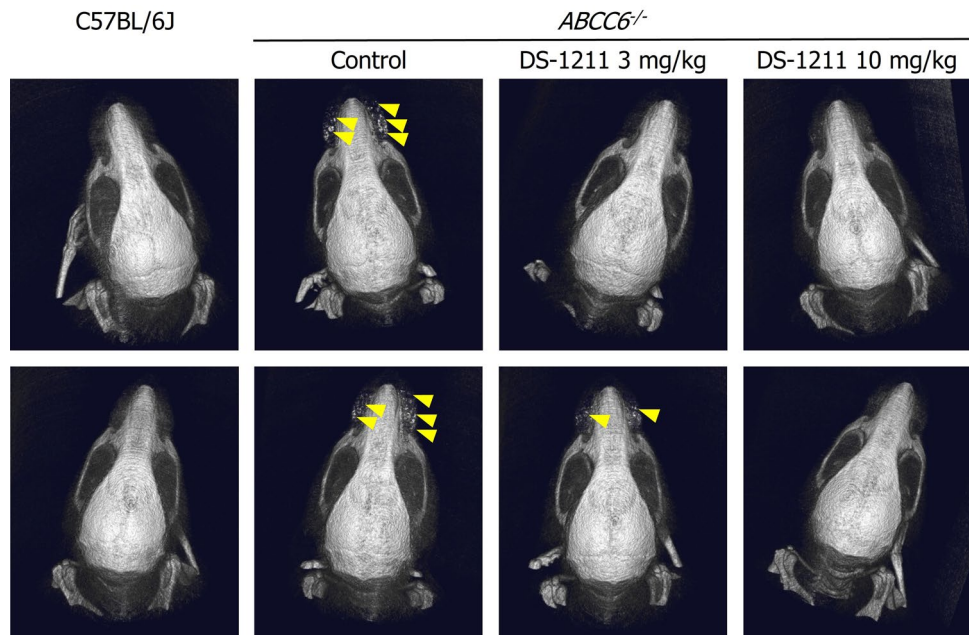 C57BL/6J
ABCC6-/-
Control
DS-1211 3 mg/kg
DS-1211 10 mg/kg